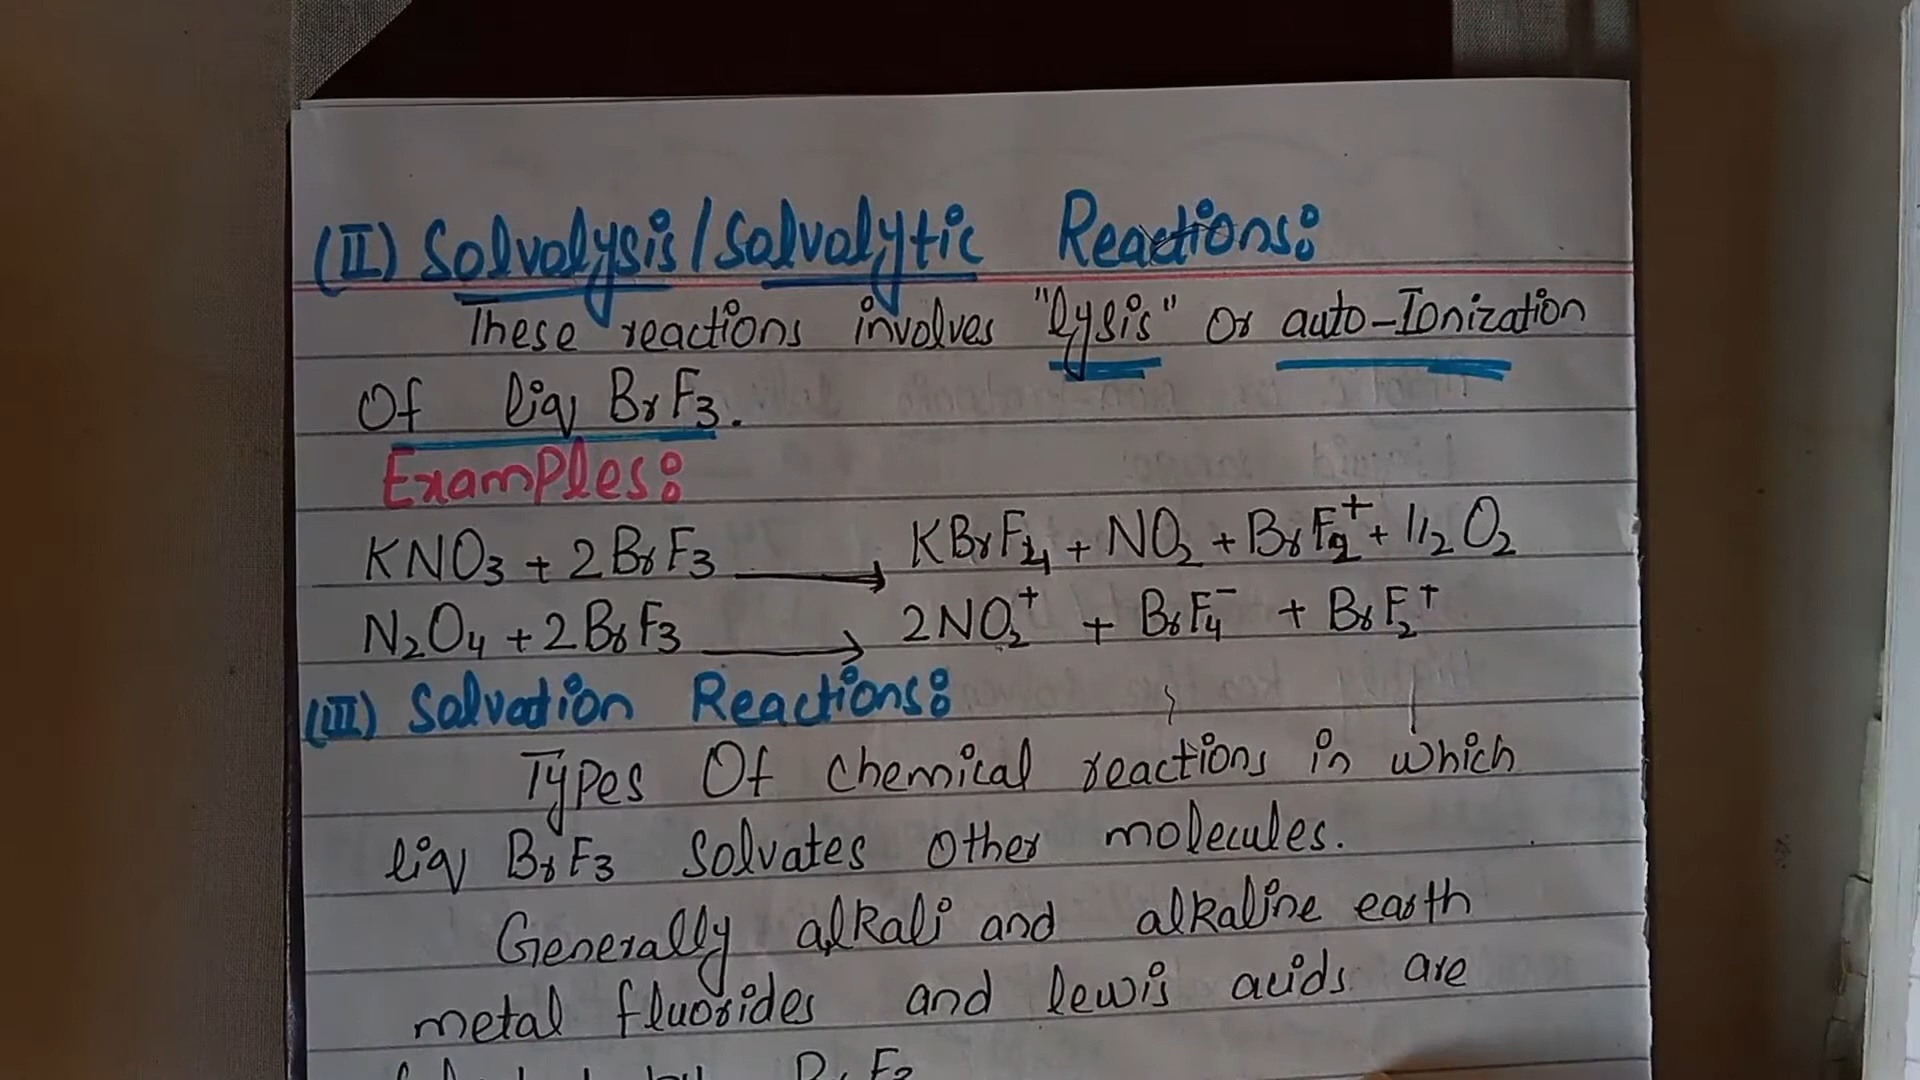 (II) Solvolysis/Solvolytic Reactions:
These reactions involves "lysis" Or auto-Ionization
Of liq BrF3.
Examples:
KNO3 + 2BrF3 → KBrF4 + NO2 + BrF2+ + 1/2 O2
N2O4 + 2BrF3 → 2NO2+ + BrF4- + BrF2+
(III) Solvation Reactions:
Types Of chemical reactions in which
liq BrF3 Solvates Other molecules.
Generally alkali and alkaline earth
metal fluorides and lewis acids are
BrF3